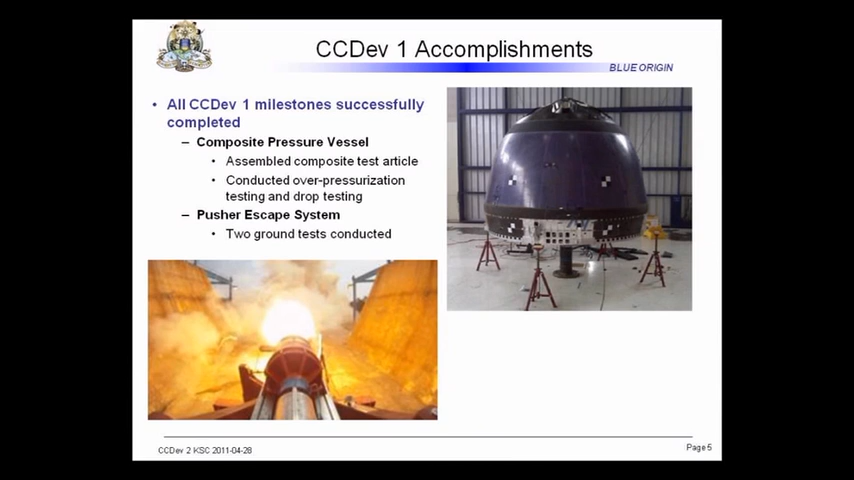 CCDev 1 Accomplishments
BLUE ORIGIN
• All CCDev 1 milestones successfully
completed
– Composite Pressure Vessel
• Assembled composite test article
• Conducted over-pressurization
testing and drop testing
– Pusher Escape System
• Two ground tests conducted
CCDev 2 KSC 2011-04-28
Page 5